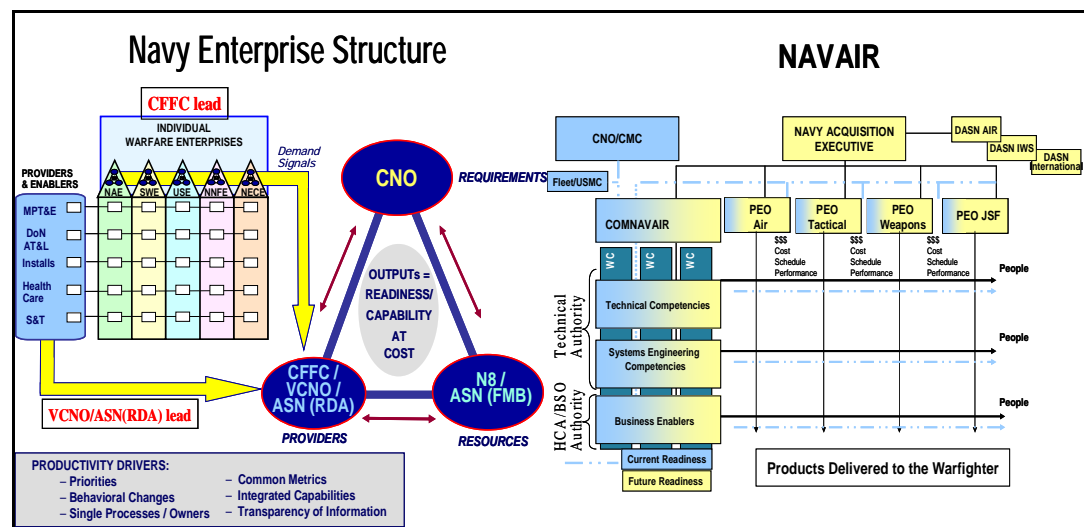 Navy Enterprise Structure
CFFC lead
INDIVIDUAL
WARFARE ENTERPRISES
Demand
Signals
PROVIDERS
& ENABLERS
NAE
SWE
USE
NNFE
NECE
MPT&E
DoN
AT&L
Installs
Health
Care
S&T
VCNO/ASN(RDA) lead
CNO
REQUIREMENTS
OUTPUTs =
READINESS/
CAPABILITY
AT
COST
CFFC /
VCNO /
ASN (RDA)
PROVIDERS
N8 /
ASN (FMB)
RESOURCES
PRODUCTIVITY DRIVERS:
– Priorities
– Behavioral Changes
– Single Processes / Owners
– Common Metrics
– Integrated Capabilities
– Transparency of Information
NAVAIR
CNO/CMC
NAVY ACQUISITION
EXECUTIVE
DASN AIR
DASN IWS
DASN
International
Fleet/USMC
COMNAVAIR
PEO
Air
PEO
Tactical
PEO
Weapons
PEO JSF
$$$
Cost
Schedule
Performance
$$$
Cost
Schedule
Performance
$$$
Cost
Schedule
Performance
WC
WC
WC
People
Technical Competencies
Technical
Authority
Systems Engineering
Competencies
People
HCA/BSO
Authority
Business Enablers
People
Current Readiness
Future Readiness
Products Delivered to the Warfighter